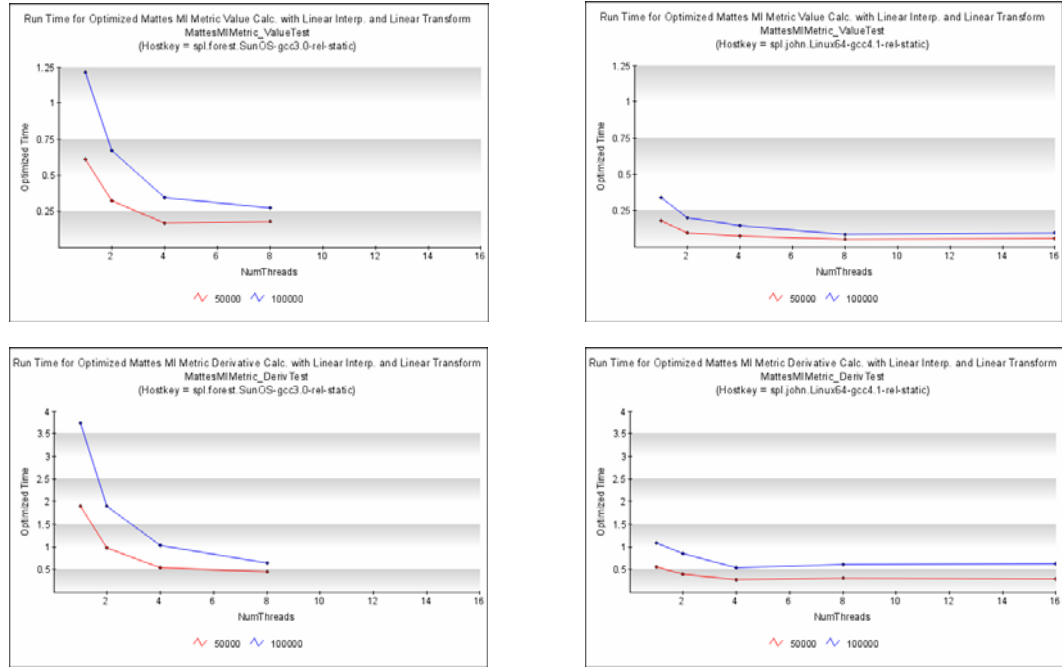 Run Time for Optimized Mattes MI Metric Value Calc. with Linear Interp. and Linear Transform
MattesMIMetric_ValueTest
(Hostkey = spl.forest.SunOS-gcc3.0-rel-static)
1.25
1
0.75
0.5
0.25
Optimized Time
2 4 6 8 10 12 14 16
NumThreads
50000 100000
Run Time for Optimized Mattes MI Metric Value Calc. with Linear Interp. and Linear Transform
MattesMIMetric_ValueTest
(Hostkey = spl.john.Linux64-gcc4.1-rel-static)
1.25
1
0.75
0.5
0.25
Optimized Time
2 4 6 8 10 12 14 16
NumThreads
50000 100000
Run Time for Optimized Mattes MI Metric Derivative Calc. with Linear Interp. and Linear Transform
MattesMIMetric_DerivTest
(Hostkey = spl.forest.SunOS-gcc3.0-rel-static)
4
3.5
3
2.5
2
1.5
1
0.5
Optimized Time
2 4 6 8 10 12 14 16
NumThreads
50000 100000
Run Time for Optimized Mattes MI Metric Derivative Calc. with Linear Interp. and Linear Transform
MattesMIMetric_DerivTest
(Hostkey = spl.john.Linux64-gcc4.1-rel-static)
4
3.5
3
2.5
2
1.5
1
0.5
Optimized Time
2 4 6 8 10 12 14 16
NumThreads
50000 100000